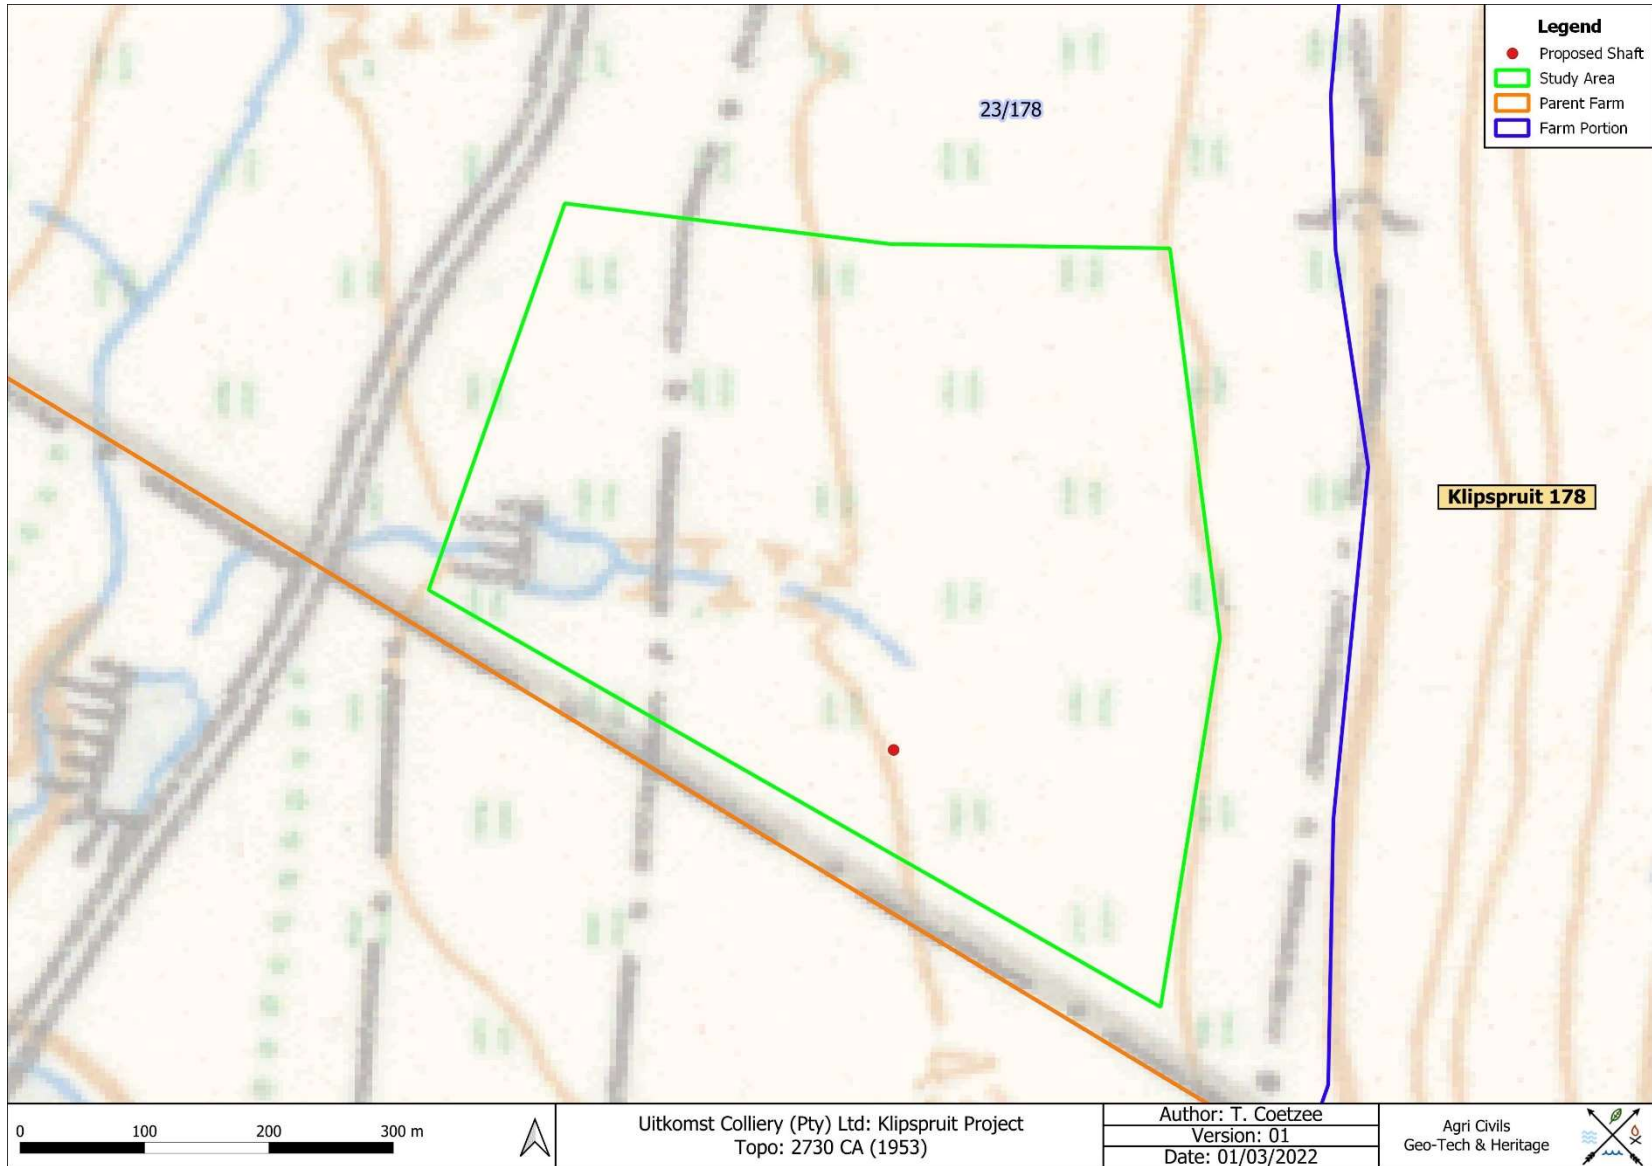 Legend
Proposed Shaft
Study Area
Parent Farm
Farm Portion
23/178
Klipspruit 178
0 100 200 300 m
Uitkomst Colliery (Pty) Ltd: Klipspruit Project
Topo: 2730 CA (1953)
Author: T. Coetzee
Version: 01
Date: 01/03/2022
Agri Civils
Geo-Tech & Heritage